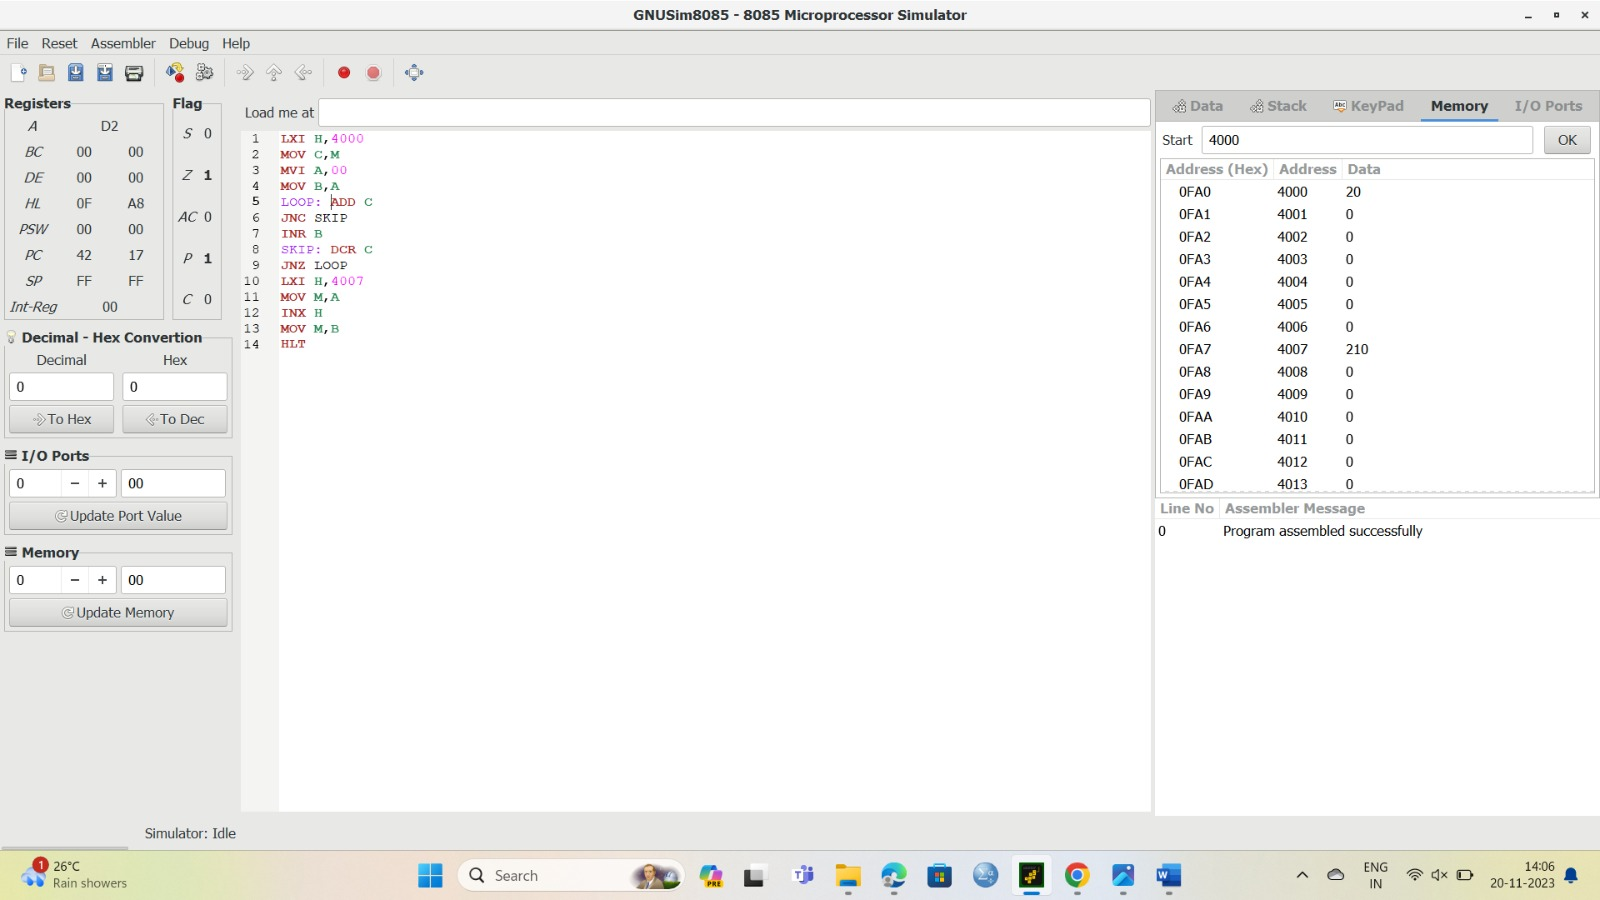 GNUSim8085 - 8085 Microprocessor Simulator
File Reset Assembler Debug Help
Registers
A D2
BC 00 00
DE 00 00
HL 0F A8
PSW 00 00
PC 42 17
SP FF FF
Int-Reg 00
Flag
S 0
Z 1
AC 0
P 1
C 0
Decimal - Hex Convertion
Decimal Hex
0 0
To Hex To Dec
I/O Ports
0 - + 00
Update Port Value
Memory
0 - + 00
Update Memory
Load me at
1 LXI H,4000
2 MOV C,M
3 MVI A,00
4 MOV B,A
5 LOOP: ADD C
6 JNC SKIP
7 INR B
8 SKIP: DCR C
9 JNZ LOOP
10 LXI H,4007
11 MOV M,A
12 INX H
13 MOV M,B
14 HLT
Data Stack Abc KeyPad Memory I/O Ports
Start 4000 OK
Address (Hex) Address Data
0FA0 4000 20
0FA1 4001 0
0FA2 4002 0
0FA3 4003 0
0FA4 4004 0
0FA5 4005 0
0FA6 4006 0
0FA7 4007 210
0FA8 4008 0
0FA9 4009 0
0FAA 4010 0
0FAB 4011 0
0FAC 4012 0
0FAD 4013 0
Line No Assembler Message
0 Program assembled successfully
Simulator: Idle
1 26°C
Rain showers
Search
PRE
ENG
IN
14:06
20-11-2023